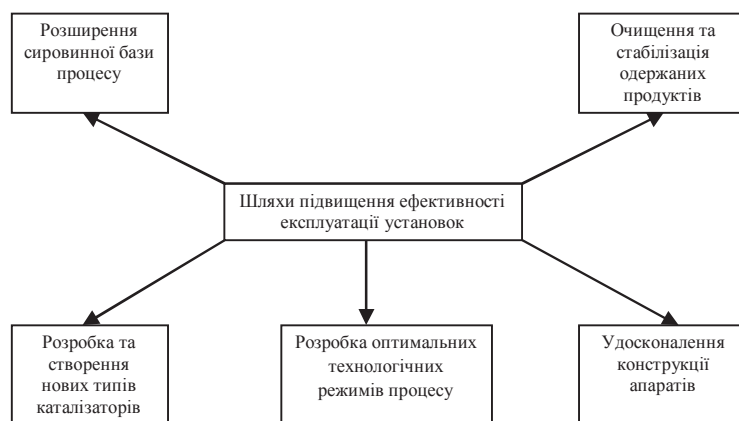 Розширення
сировинної бази
процесу
Очищення та
стабілізація
одержаних
продуктів
Шляхи підвищення ефективності
експлуатації установок
Розробка та
створення
нових типів
каталізаторів
Розробка оптимальних
технологічних
режимів процесу
Удосконалення
конструкції
апаратів